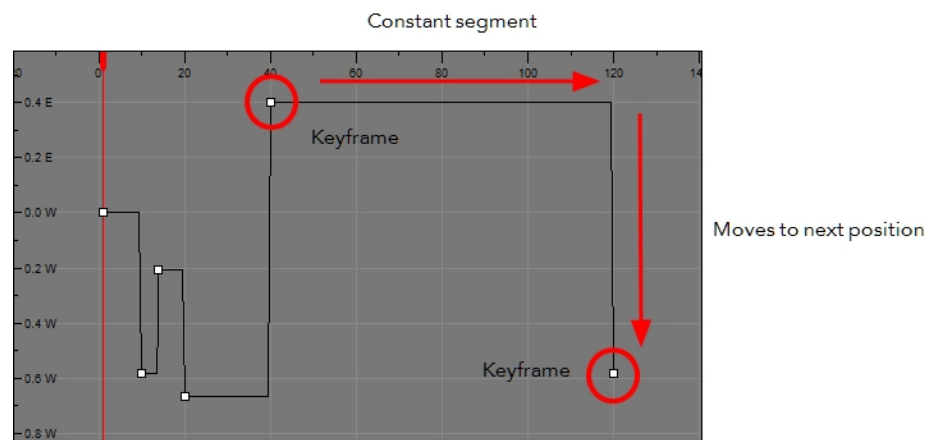 Constant segment
0 0 20 40 60 80 100 120 14
0.4 E
Keyframe
0.2 E
0.0 W
Moves to next position
0.2 W
0.4 W
Keyframe
0.6 W
0.8 W